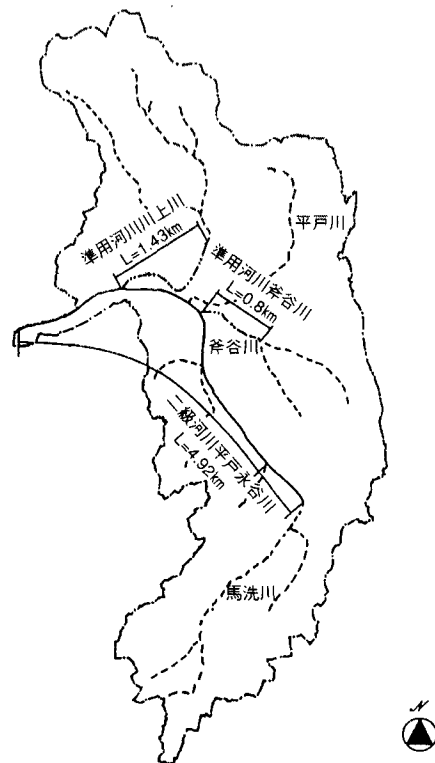 準用河川川上川
L=1.43km
準用河川斧谷川
L=0.8km
平戸川
斧谷川
二級河川平戸永谷川
L=4.92km
馬洗川
N